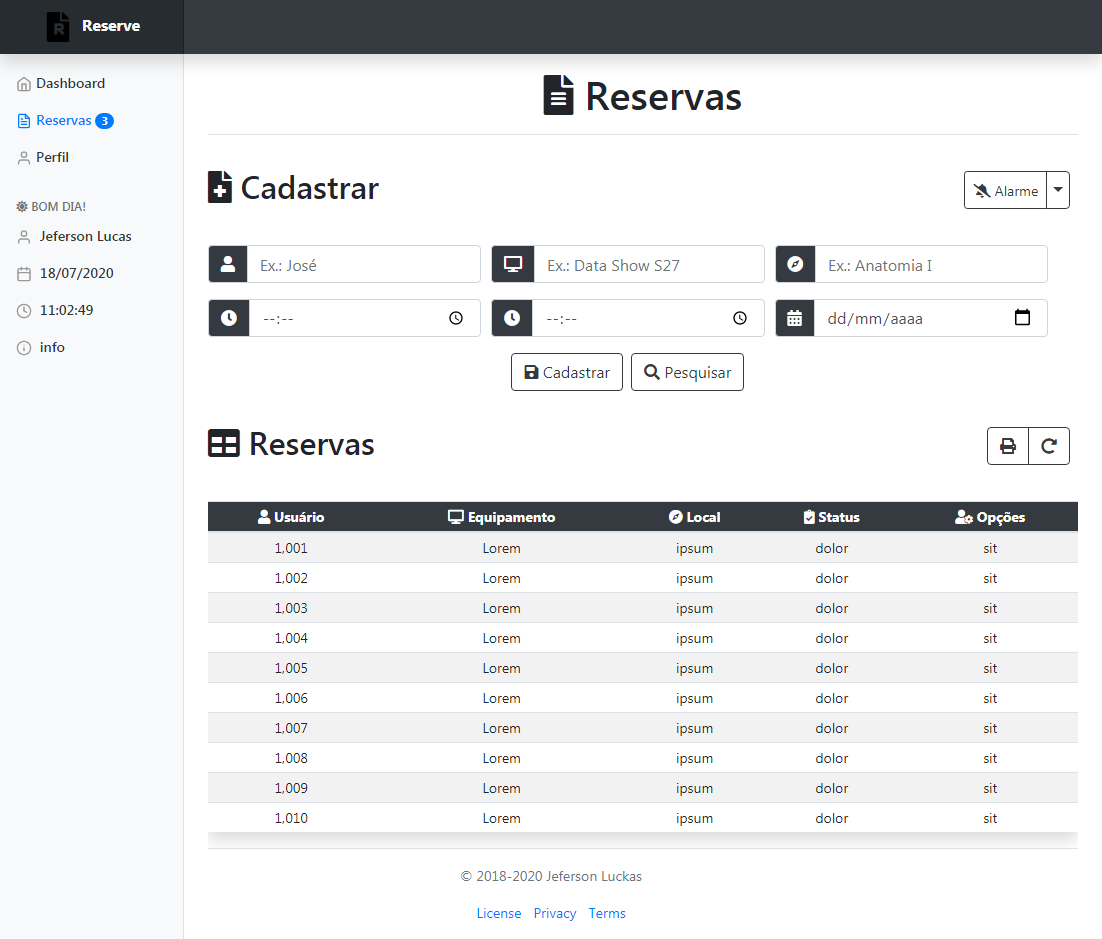 R Reserve
Dashboard
Reservas 3
Perfil
BOM DIA!
Jeferson Lucas
18/07/2020
11:02:49
info
Reservas
Cadastrar
Alarme
Ex.: José
Ex.: Data Show S27
Ex.: Anatomia I
--:--
--:--
dd/mm/aaaa
Cadastrar
Pesquisar
Reservas
Usuário Equipamento Local Status Opções
1,001 Lorem ipsum dolor sit
1,002 Lorem ipsum dolor sit
1,003 Lorem ipsum dolor sit
1,004 Lorem ipsum dolor sit
1,005 Lorem ipsum dolor sit
1,006 Lorem ipsum dolor sit
1,007 Lorem ipsum dolor sit
1,008 Lorem ipsum dolor sit
1,009 Lorem ipsum dolor sit
1,010 Lorem ipsum dolor sit
© 2018-2020 Jeferson Luckas
License Privacy Terms